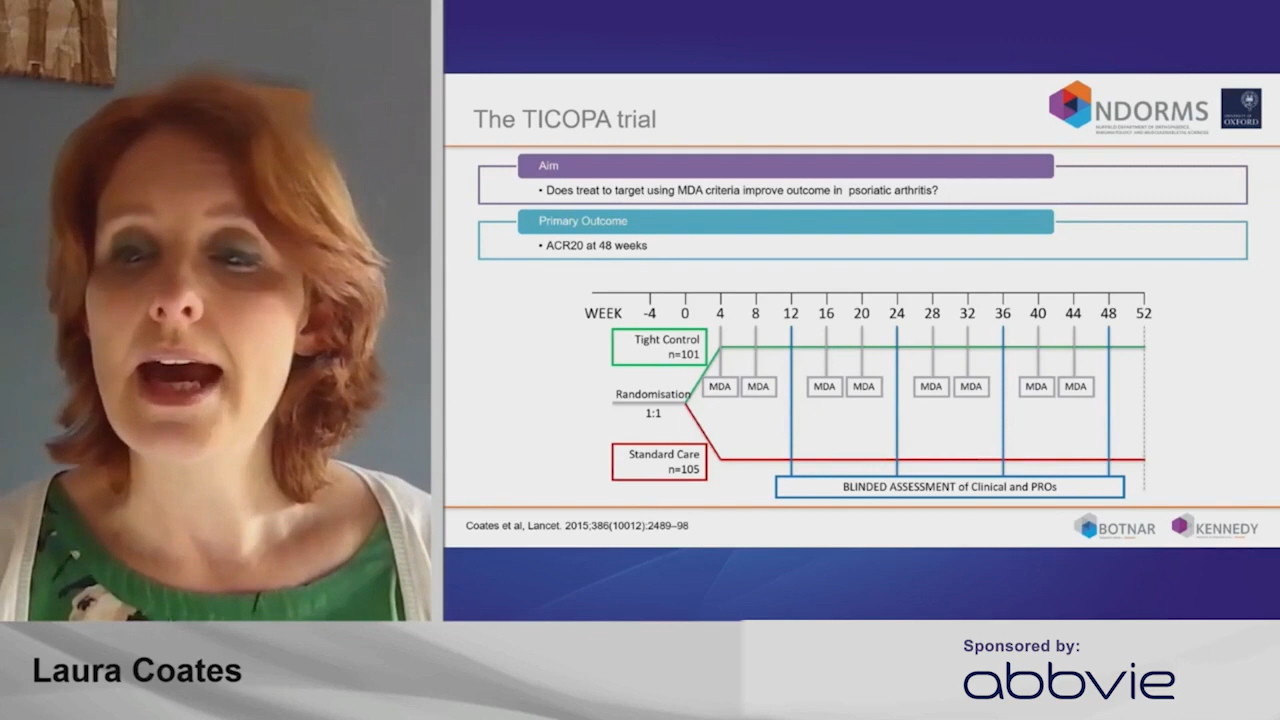 The TICOPA trial
NDORMS
UNIVERSITY OF
OXFORD
Aim
• Does treat to target using MDA criteria improve outcome in psoriatic arthritis?
Primary Outcome
• ACR20 at 48 weeks
WEEK -4 0 4 8 12 16 20 24 28 32 36 40 44 48 52
Tight Control
n=101
MDA MDA MDA MDA MDA MDA MDA MDA
Randomisation
1:1
Standard Care
n=105
BLINDED ASSESSMENT of Clinical and PROs
Coates et al, Lancet. 2015;386(10012):2489–98
BOTNAR
KENNEDY
Laura Coates
Sponsored by:
abbvie